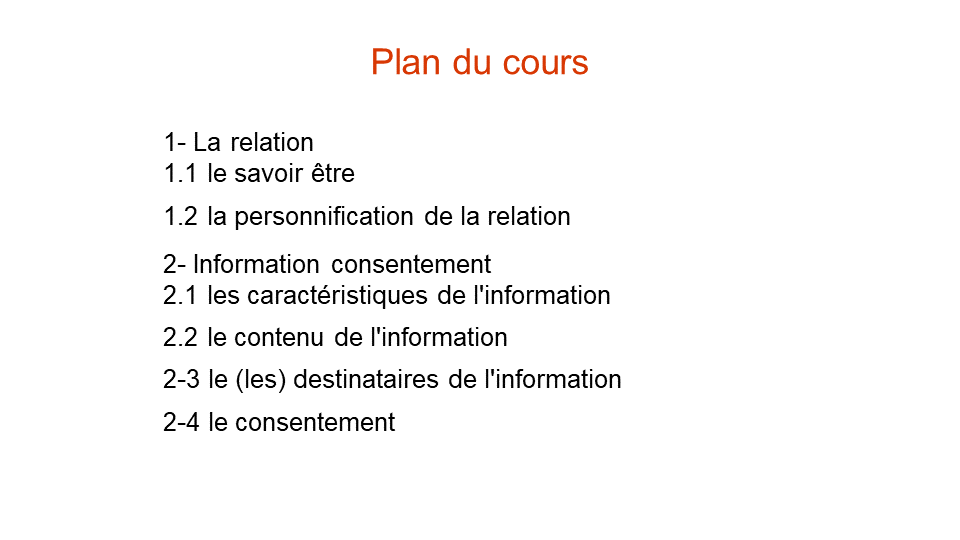 Plan du cours
1- La relation
1.1 le savoir être
1.2 la personnification de la relation
2- Information consentement
2.1 les caractéristiques de l'information
2.2 le contenu de l'information
2-3 le (les) destinataires de l'information
2-4 le consentement